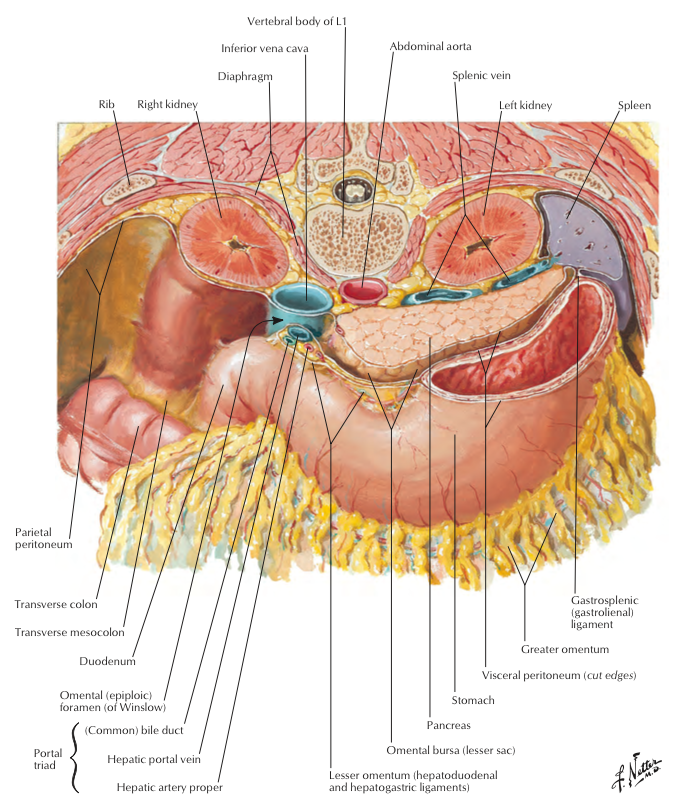 Vertebral body of L1
Inferior vena cava
Abdominal aorta
Diaphragm
Splenic vein
Rib
Right kidney
Left kidney
Spleen
Parietal
peritoneum
Transverse colon
Transverse mesocolon
Duodenum
Omental (epiploic)
foramen (of Winslow)
Portal
triad
(Common) bile duct
Hepatic portal vein
Hepatic artery proper
Gastrosplenic
(gastrolienal)
ligament
Greater omentum
Visceral peritoneum (cut edges)
Stomach
Pancreas
Omental bursa (lesser sac)
Lesser omentum (hepatoduodenal
and hepatogastric ligaments)
F. Netter
M.D.